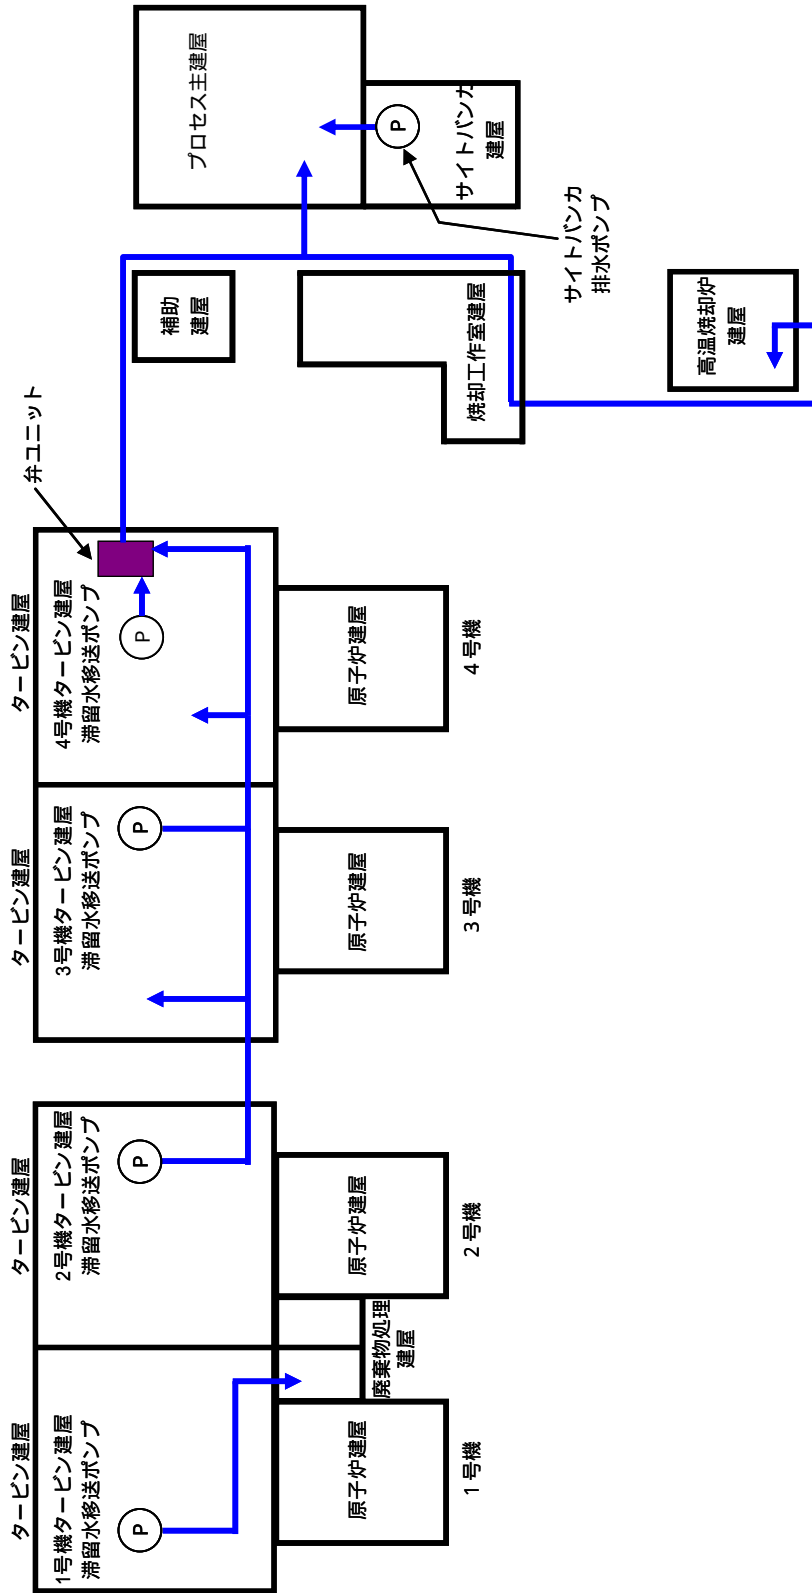 タービン建屋
1号機タービン建屋
滞留水移送ポンプ
P
原子炉建屋
1号機
廃棄物処理
建屋
タービン建屋
2号機タービン建屋
滞留水移送ポンプ
P
原子炉建屋
2号機
タービン建屋
3号機タービン建屋
滞留水移送ポンプ
P
原子炉建屋
3号機
タービン建屋
4号機タービン建屋
滞留水移送ポンプ
P
原子炉建屋
4号機
弁ユニット
補助
建屋
焼却工作室建屋
プロセス主建屋
P
サイトバンカ
建屋
サイトバンカ
排水ポンプ
高温焼却炉
建屋